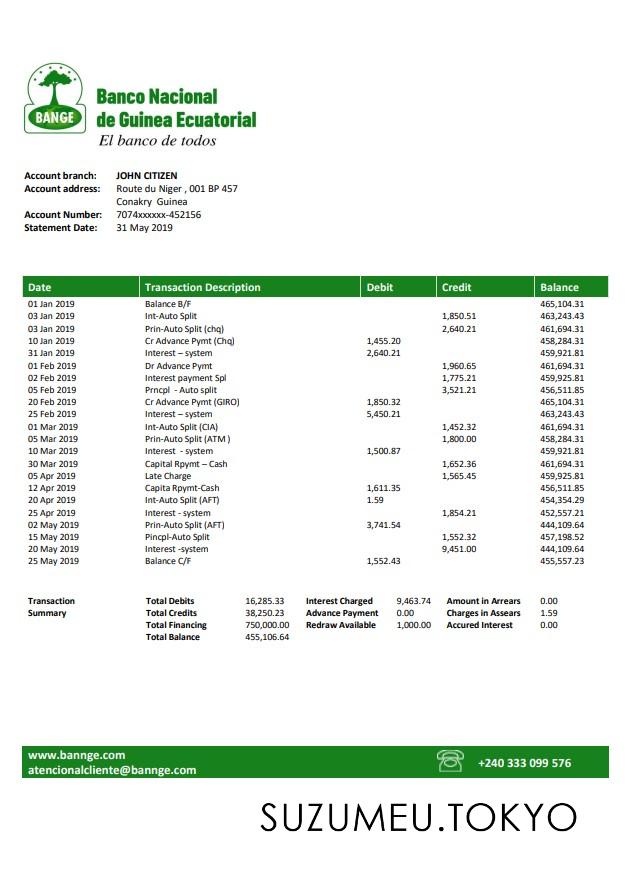 BANGE
Banco Nacional
de Guinea Ecuatorial
El banco de todos
Account branch: JOHN CITIZEN
Account address: Route du Niger , 001 BP 457
Conakry Guinea
Account Number: 7074xxxxxx-452156
Statement Date: 31 May 2019
Date Transaction Description Debit Credit Balance
01 Jan 2019 Balance B/F 465,104.31
03 Jan 2019 Int-Auto Split 1,850.51 463,243.43
03 Jan 2019 Prin-Auto Split (chq) 2,640.21 461,694.31
10 Jan 2019 Cr Advance Pymt (Chq) 1,455.20 458,284.31
31 Jan 2019 Interest – system 2,640.21 459,921.81
01 Feb 2019 Dr Advance Pymt 1,960.65 461,694.31
02 Feb 2019 Interest payment Spl 1,775.21 459,925.81
05 Feb 2019 Prncpl - Auto split 3,521.21 456,511.85
20 Feb 2019 Cr Advance Pymt (GIRO) 1,850.32 465,104.31
25 Feb 2019 Interest – system 5,450.21 463,243.43
01 Mar 2019 Int-Auto Split (CIA) 1,452.32 461,694.31
05 Mar 2019 Prin-Auto Split (ATM ) 1,800.00 458,284.31
10 Mar 2019 Interest - system 1,500.87 459,921.81
30 Mar 2019 Capital Rpymt – Cash 1,652.36 461,694.31
05 Apr 2019 Late Charge 1,565.45 459,925.81
12 Apr 2019 Capita Rpymt-Cash 1,611.35 456,511.85
20 Apr 2019 Int-Auto Split (AFT) 1.59 454,354.29
25 Apr 2019 Interest - system 1,854.21 452,557.21
02 May 2019 Prin-Auto Split (AFT) 3,741.54 444,109.64
15 May 2019 Pincpl-Auto Split 1,552.32 457,198.52
20 May 2019 Interest -system 9,451.00 444,109.64
25 May 2019 Balance C/F 1,552.43 455,557.23
Transaction Total Debits 16,285.33 Interest Charged 9,463.74 Amount in Arrears 0.00
Summary Total Credits 38,250.23 Advance Payment 0.00 Charges in Assears 1.59
Total Financing 750,000.00 Redraw Available 1,000.00 Accured Interest 0.00
Total Balance 455,106.64
www.bannge.com
atencionalcliente@bannge.com +240 333 099 576
SUZUMEU.TOKYO